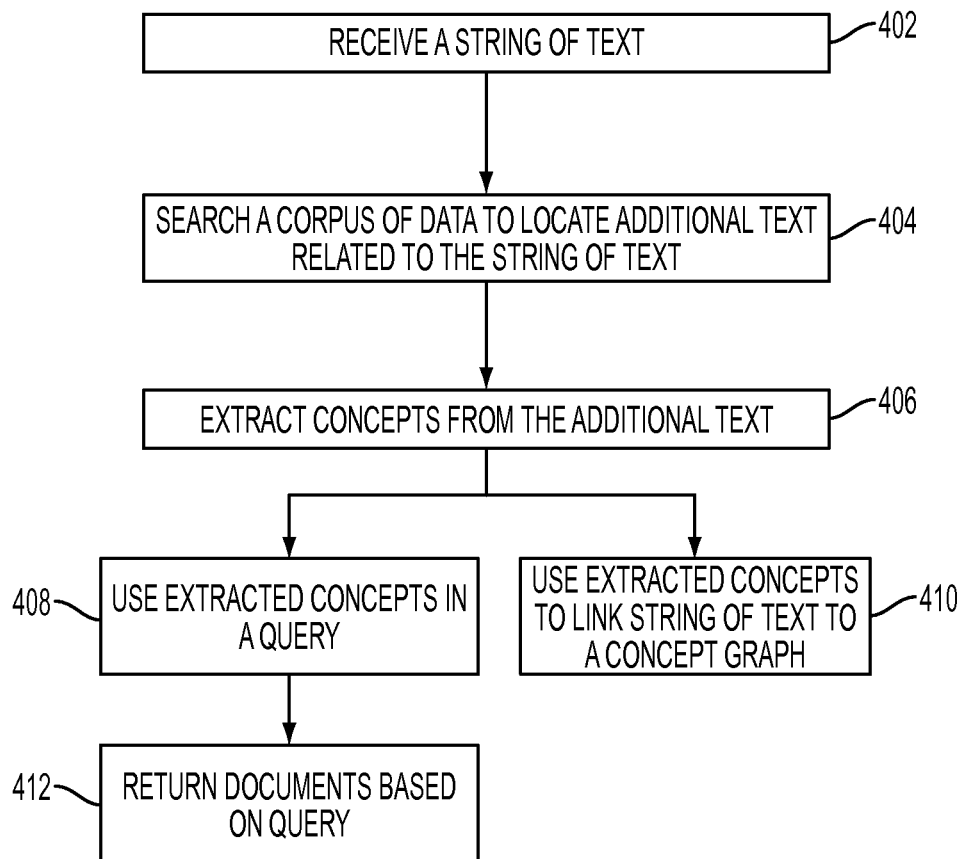 RECEIVE A STRING OF TEXT
402
SEARCH A CORPUS OF DATA TO LOCATE ADDITIONAL TEXT
RELATED TO THE STRING OF TEXT
404
EXTRACT CONCEPTS FROM THE ADDITIONAL TEXT
406
408
USE EXTRACTED CONCEPTS IN
A QUERY
USE EXTRACTED CONCEPTS
TO LINK STRING OF TEXT TO
A CONCEPT GRAPH
410
412
RETURN DOCUMENTS BASED
ON QUERY